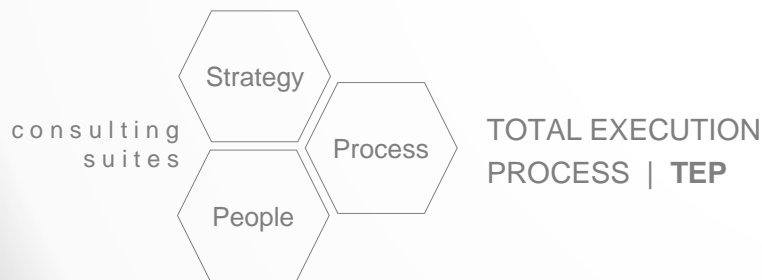 Strategy
consulting
suites
Process
TOTAL EXECUTION
PROCESS | TEP
People